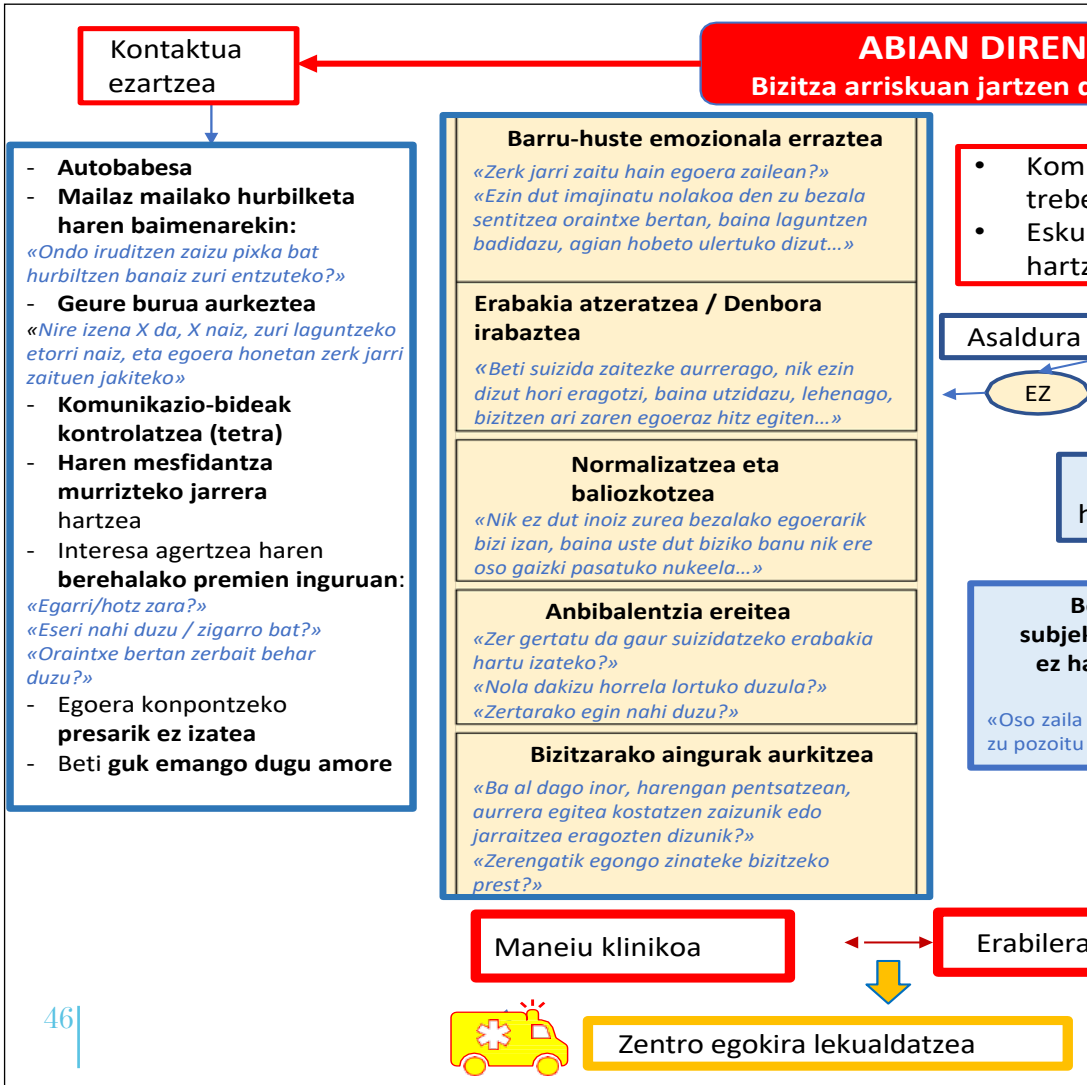 Kontaktua
ezartzea
ABIAN DIREN
Bizitza arriskuan jartzen
- Autobabesa
- Mailaz mailako hurbilketa
haren baimenarekin:
«Ondo iruditzen zaizu pixka bat
hurbiltzen banaiz zuri entzuteko?»
- Geure burua aurkeztea
«Nire izena X da, X naiz, zuri laguntzeko
etorri naiz, eta egoera honetan zerk jarri
zaituen jakiteko»
- Komunikazio-bideak
kontrolatzea (tetra)
- Haren mesfidantza
murrizteko jarrera
hartzea
- Interesa agertzea haren
berehalako premien inguruan:
«Egarri/hotz zara?»
«Eseri nahi duzu / zigarro bat?»
«Oraintxe bertan zerbait behar
duzu?»
- Egoera konpontzeko
presarik ez izatea
- Beti guk emango dugu amore
Barru-huste emozionala erraztea
«Zerk jarri zaitu hain egoera zailean?»
«Ezin dut imajinatu nolakoa den zu bezala
sentitzea oraintxe bertan, baina laguntzen
badidazu, agian hobeto ulertuko dizut...»
Erabakia atzeratzea / Denbora
irabaztea
«Beti suizida zaitezke aurrerago, nik ezin
dizut hori eragotzi, baina utzidazu, lehenago,
bizitzen ari zaren egoeraz hitz egiten...»
Normalizatzea eta
baliozkotzea
«Nik ez dut inoiz zurea bezalako egoerarik
bizi izan, baina uste dut biziko banu nik ere
oso gaizki pasatuko nukeela...»
Anbibalentzia ereitea
«Zer gertatu da gaur suizidatzeko erabakia
hartu izateko?»
«Nola dakizu horrela lortuko duzula?»
«Zertarako egin nahi duzu?»
Bizitzarako aingurak aurkitzea
«Ba al dago inor, harengan pentsatzean,
aurrera egitea kostatzen zaizunik edo
jarraitzea eragozten dizunik?»
«Zerengatik egongo zinateke bizitzeko
prest?»
• Kom
trebe
• Esku
hartz
Asaldura
EZ
h
B
subjek
ez ha
«Oso zaila
zu pozoitu
Maneiu klinikoa
Erabilera
Zentro egokira lekualdatzea
46